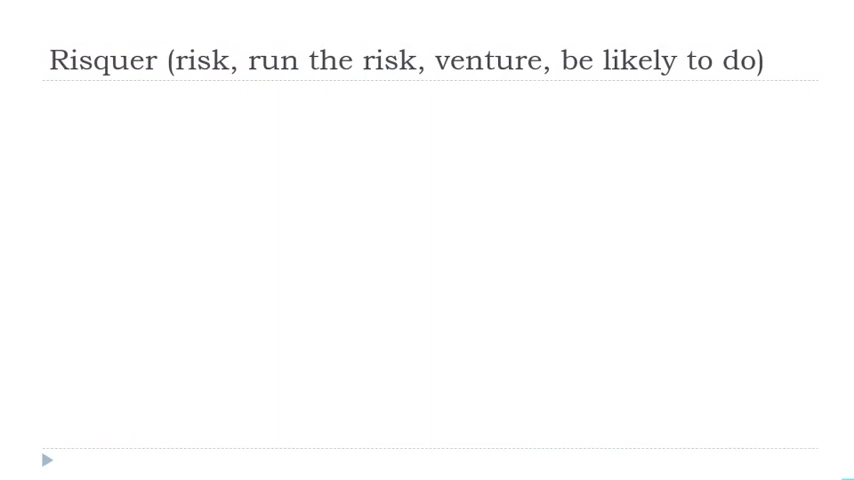 Risquer (risk, run the risk, venture, be likely to do)